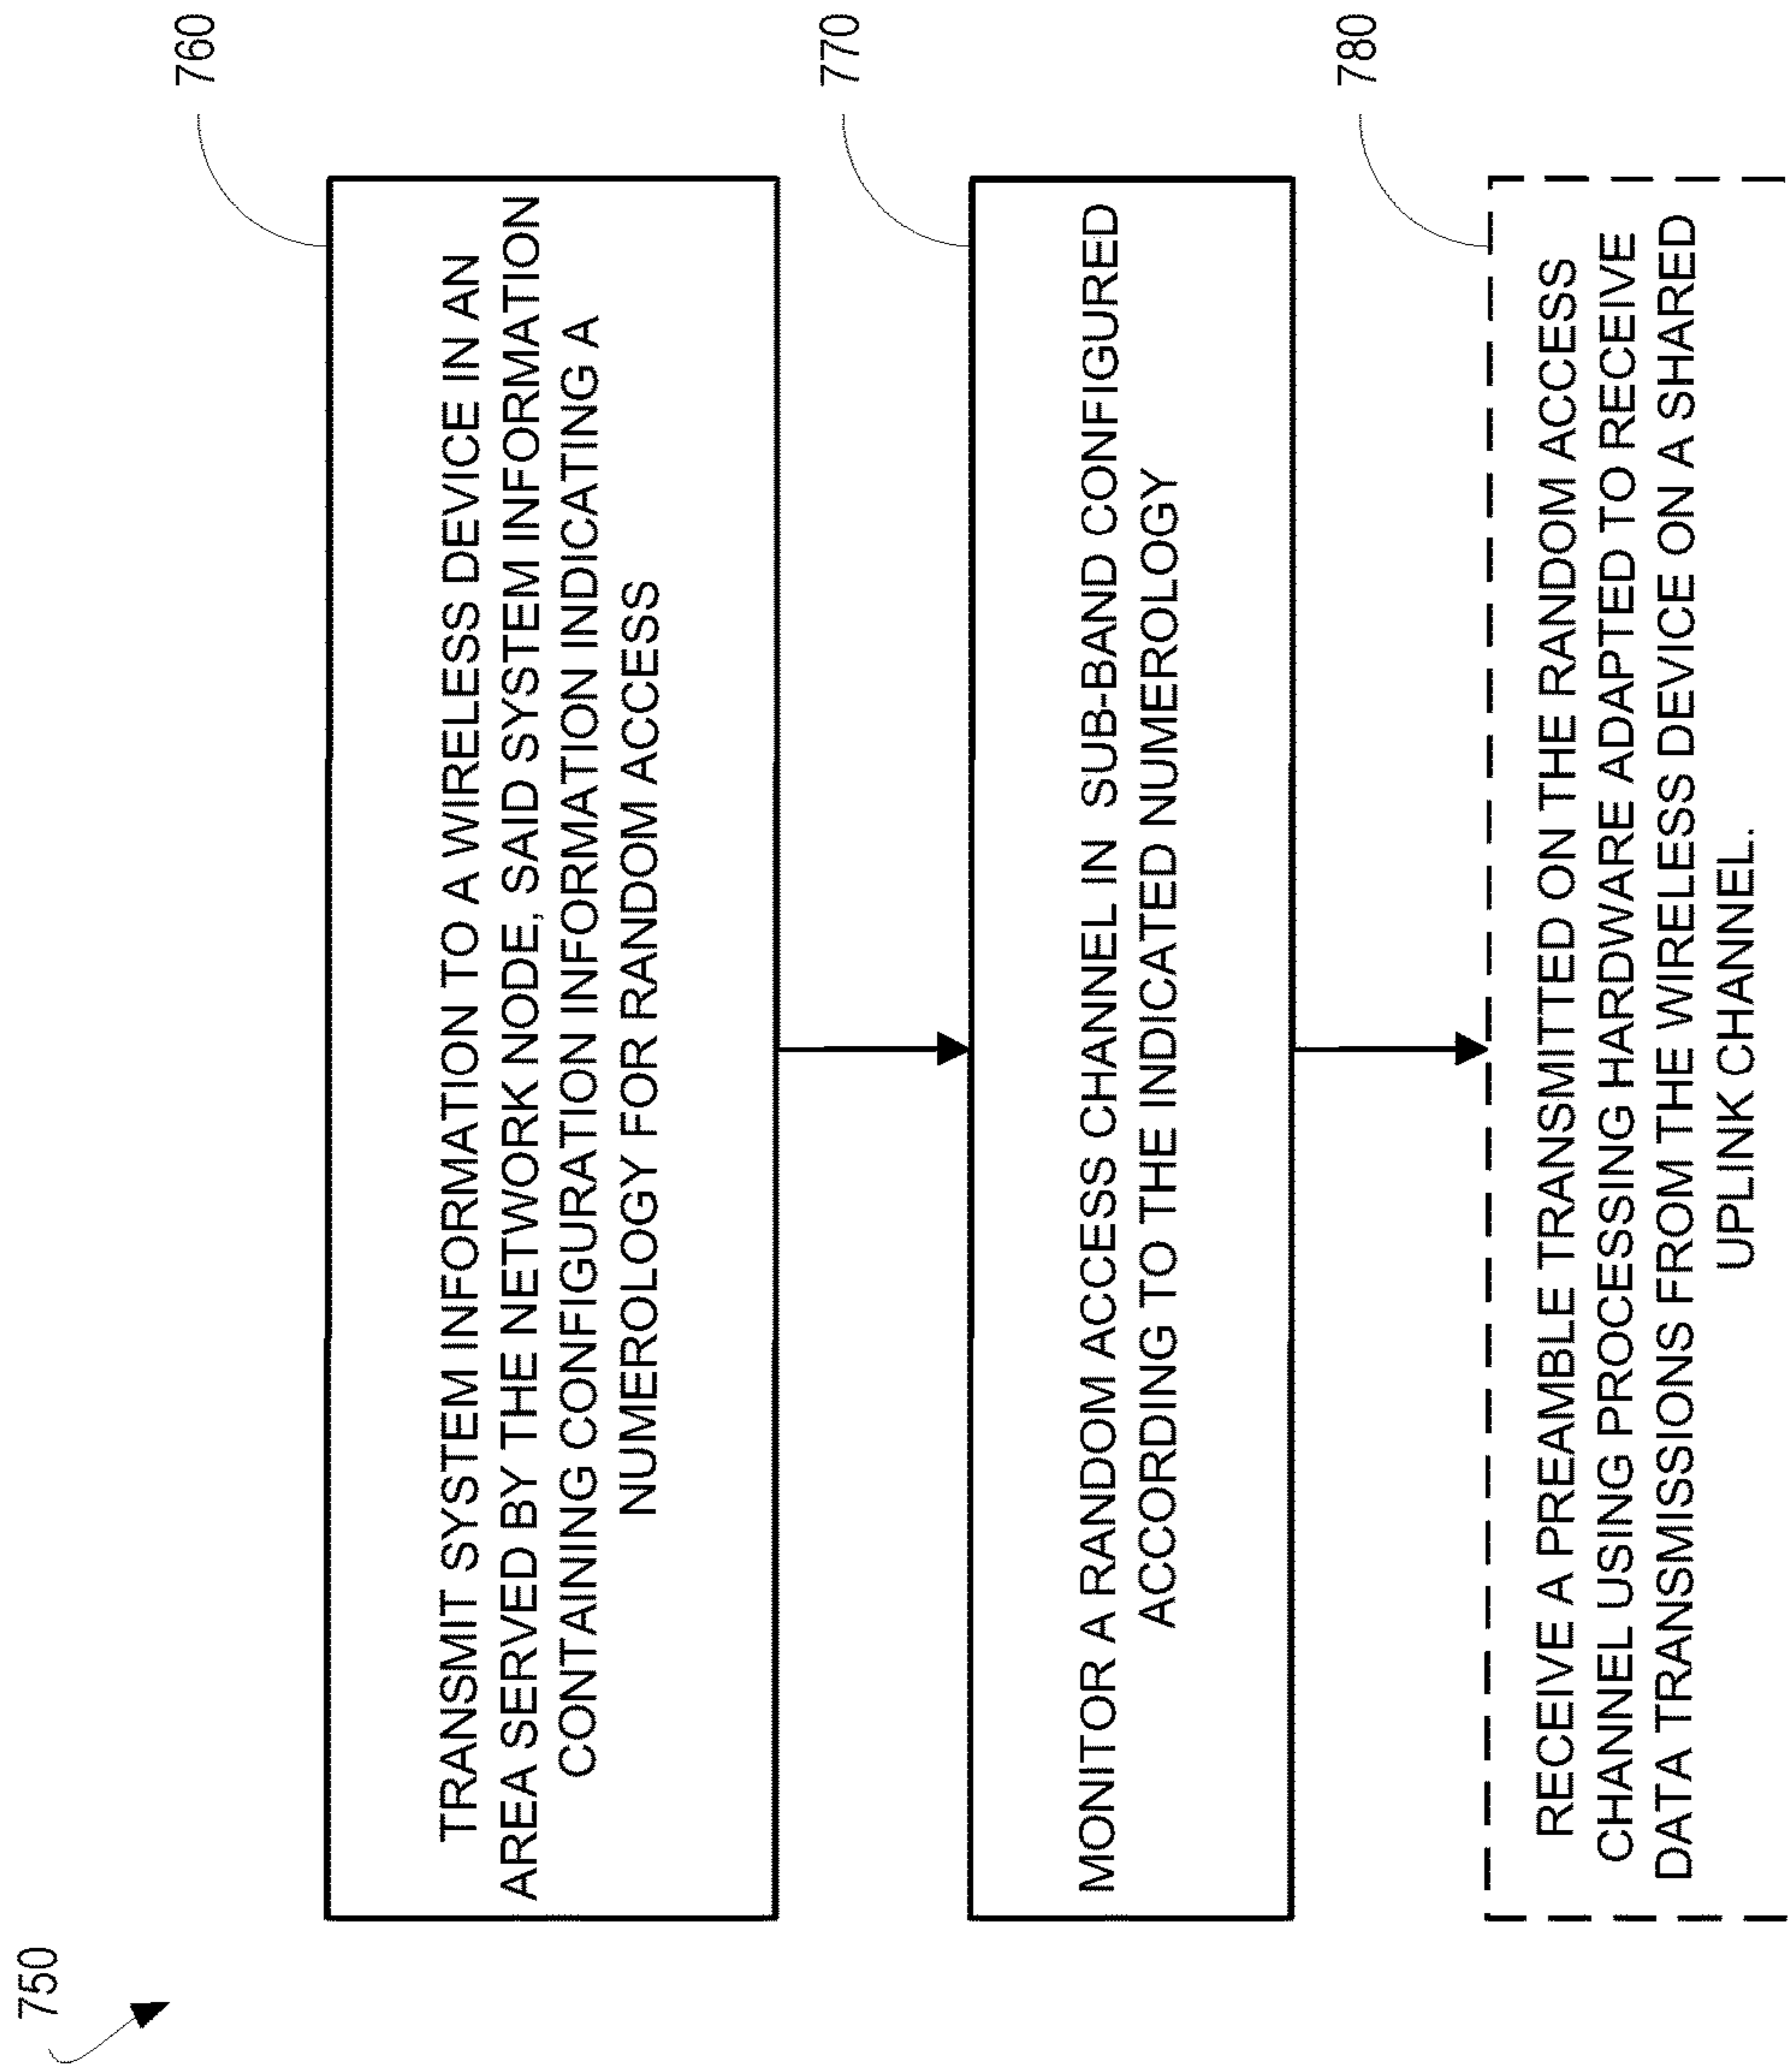 750
760
TRANSMIT SYSTEM INFORMATION TO A WIRELESS DEVICE IN AN
AREA SERVED BY THE NETWORK NODE, SAID SYSTEM INFORMATION
CONTAINING CONFIGURATION INFORMATION INDICATING A
NUMEROLOGY FOR RANDOM ACCESS
770
MONITOR A RANDOM ACCESS CHANNEL IN SUB-BAND CONFIGURED
ACCORDING TO THE INDICATED NUMEROLOGY
780
RECEIVE A PREAMBLE TRANSMITTED ON THE RANDOM ACCESS
CHANNEL USING PROCESSING HARDWARE ADAPTED TO RECEIVE
DATA TRANSMISSIONS FROM THE WIRELESS DEVICE ON A SHARED
UPLINK CHANNEL.